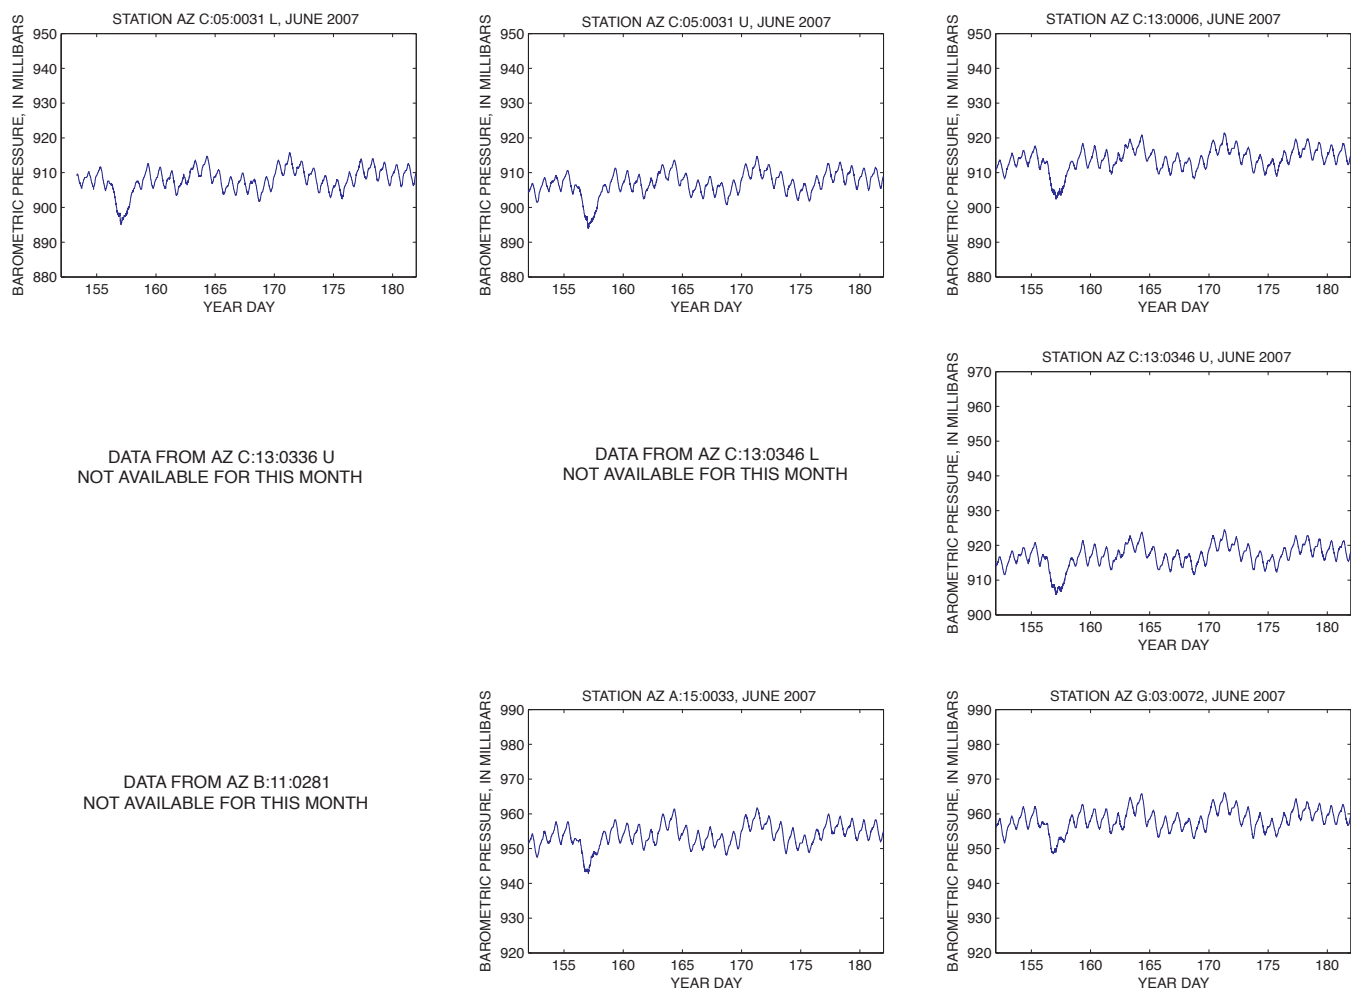 STATION AZ C:05:0031 L, JUNE 2007
BAROMETRIC PRESSURE, IN MILLIBARS
950
940
930
920
910
900
890
880
155 160 165 170 175 180
YEAR DAY
STATION AZ C:05:0031 U, JUNE 2007
BAROMETRIC PRESSURE, IN MILLIBARS
950
940
930
920
910
900
890
880
155 160 165 170 175 180
YEAR DAY
STATION AZ C:13:0006, JUNE 2007
BAROMETRIC PRESSURE, IN MILLIBARS
950
940
930
920
910
900
890
880
155 160 165 170 175 180
YEAR DAY
DATA FROM AZ C:13:0336 U
NOT AVAILABLE FOR THIS MONTH
DATA FROM AZ C:13:0346 L
NOT AVAILABLE FOR THIS MONTH
STATION AZ C:13:0346 U, JUNE 2007
BAROMETRIC PRESSURE, IN MILLIBARS
970
960
950
940
930
920
910
900
155 160 165 170 175 180
YEAR DAY
DATA FROM AZ B:11:0281
NOT AVAILABLE FOR THIS MONTH
STATION AZ A:15:0033, JUNE 2007
BAROMETRIC PRESSURE, IN MILLIBARS
990
980
970
960
950
940
930
920
155 160 165 170 175 180
YEAR DAY
STATION AZ G:03:0072, JUNE 2007
BAROMETRIC PRESSURE, IN MILLIBARS
990
980
970
960
950
940
930
920
155 160 165 170 175 180
YEAR DAY